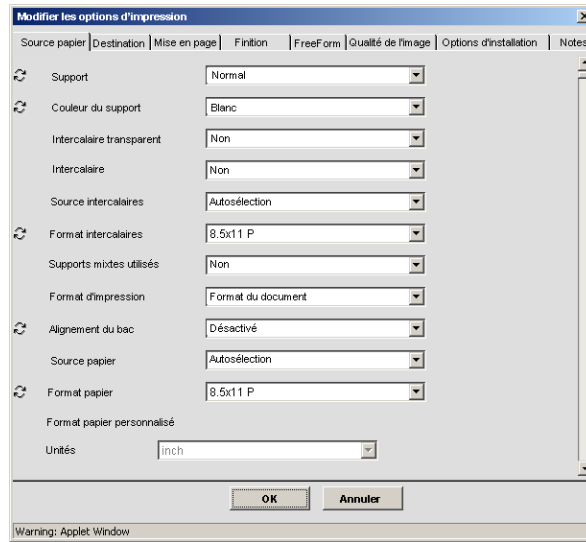 Modifier les options d'impression
Source papier Destination Mise en page Finition FreeForm Qualité de l'image Options d'installation Notes
Support Normal
Couleur du support Blanc
Intercalaire transparent Non
Intercalaire Non
Source intercalaires Autosélection
Format intercalaires 8.5x11 P
Supports mixtes utilisés Non
Format d'impression Format du document
Alignement du bac Désactivé
Source papier Autosélection
Format papier 8.5x11 P
Format papier personnalisé
Unités inch
OK Annuler
Warning: Applet Window